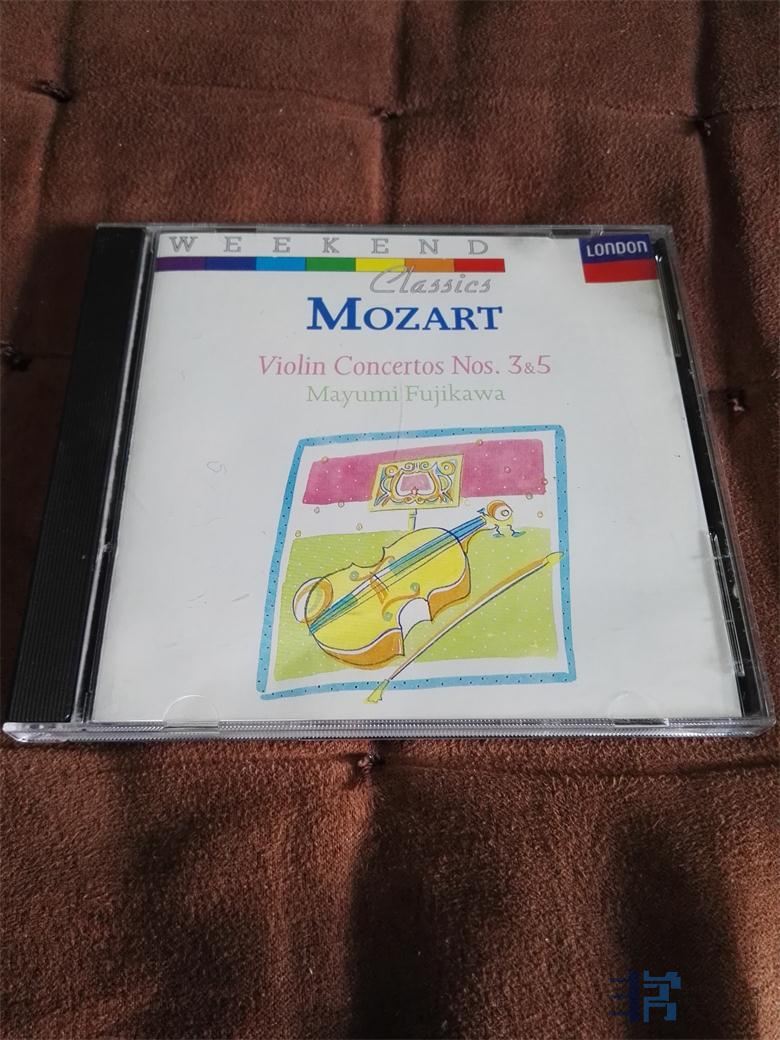 WEEKEND
LONDON
Classics
MOZART
Violin Concertos Nos. 3&5
Mayumi Fujikawa